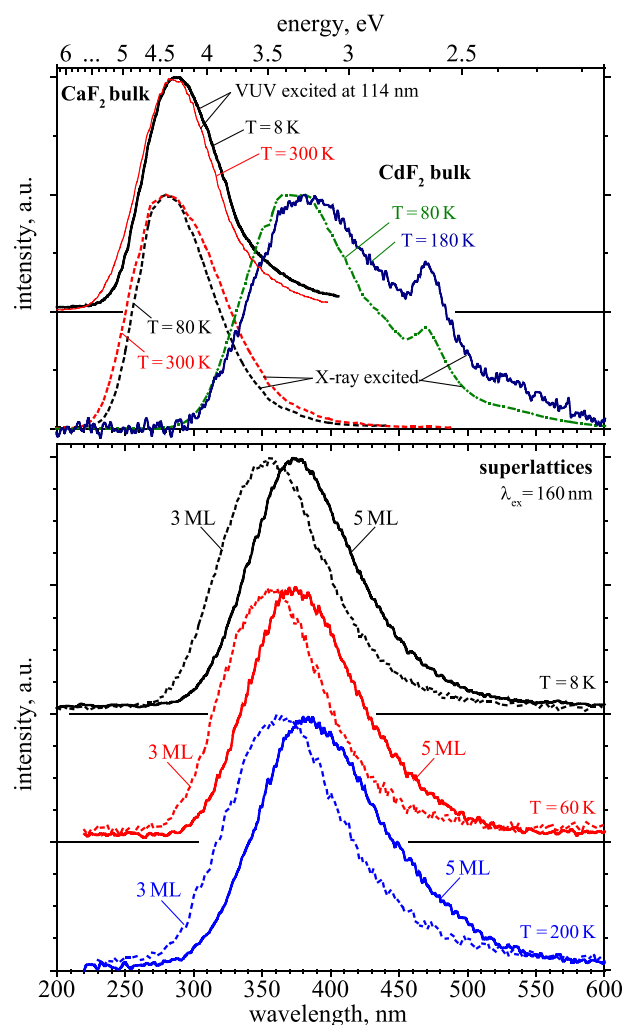 energy, eV
6 ... 5 4.5 4 3.5 3 2.5
CaF₂ bulk
VUV excited at 114 nm
T = 8 K
T = 300 K
CdF₂ bulk
T = 80 K
T = 180 K
T = 80 K
T = 300 K
X-ray excited
intensity, a.u.
superlattices
λex = 160 nm
3 ML
5 ML
T = 8 K
3 ML
5 ML
T = 60 K
3 ML
5 ML
T = 200 K
intensity, a.u.
200 250 300 350 400 450 500 550 600
wavelength, nm